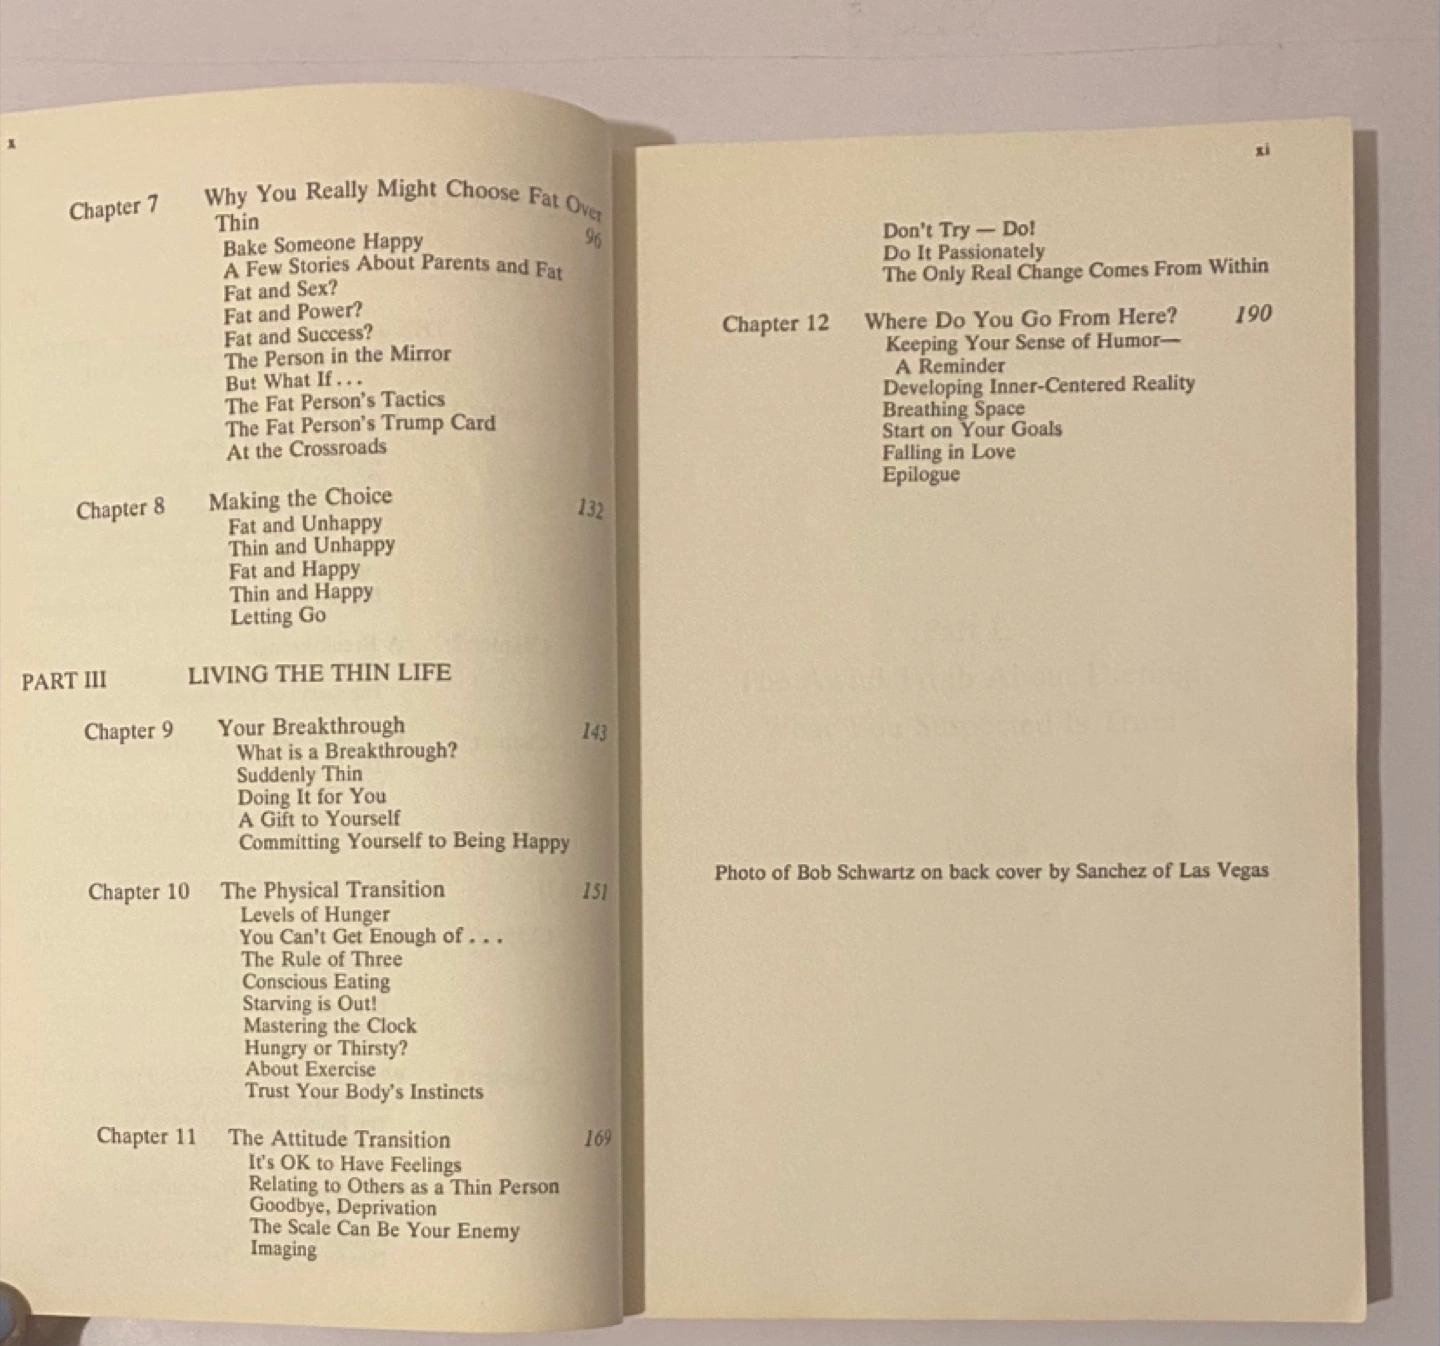 x
Chapter 7 Why You Really Might Choose Fat Over
Thin 96
Bake Someone Happy
A Few Stories About Parents and Fat
Fat and Sex?
Fat and Power?
Fat and Success?
The Person in the Mirror
But What If . . .
The Fat Person's Tactics
The Fat Person's Trump Card
At the Crossroads
Chapter 8 Making the Choice 132
Fat and Unhappy
Thin and Unhappy
Fat and Happy
Thin and Happy
Letting Go
PART III LIVING THE THIN LIFE
Chapter 9 Your Breakthrough 143
What is a Breakthrough?
Suddenly Thin
Doing It for You
A Gift to Yourself
Committing Yourself to Being Happy
Chapter 10 The Physical Transition 151
Levels of Hunger
You Can't Get Enough of . . .
The Rule of Three
Conscious Eating
Starving is Out!
Mastering the Clock
Hungry or Thirsty?
About Exercise
Trust Your Body's Instincts
Chapter 11 The Attitude Transition 169
It's OK to Have Feelings
Relating to Others as a Thin Person
Goodbye, Deprivation
The Scale Can Be Your Enemy
Imaging
xi
Don't Try — Do!
Do It Passionately
The Only Real Change Comes From Within
Chapter 12 Where Do You Go From Here? 190
Keeping Your Sense of Humor—
A Reminder
Developing Inner-Centered Reality
Breathing Space
Start on Your Goals
Falling in Love
Epilogue
Photo of Bob Schwartz on back cover by Sanchez of Las Vegas